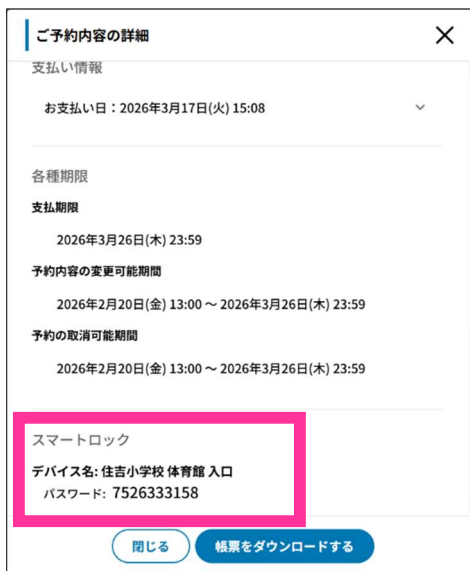 ご予約内容の詳細
支払い情報
お支払い日：2026年3月17日(火) 15:08
各種期限
支払期限
2026年3月26日(木) 23:59
予約内容の変更可能期間
2026年2月20日(金) 13:00 ～ 2026年3月26日(木) 23:59
予約の取消可能期間
2026年2月20日(金) 13:00 ～ 2026年3月26日(木) 23:59
スマートロック
デバイス名: 住吉小学校 体育館 入口
パスワード: 7526333158
閉じる
帳票をダウンロードする